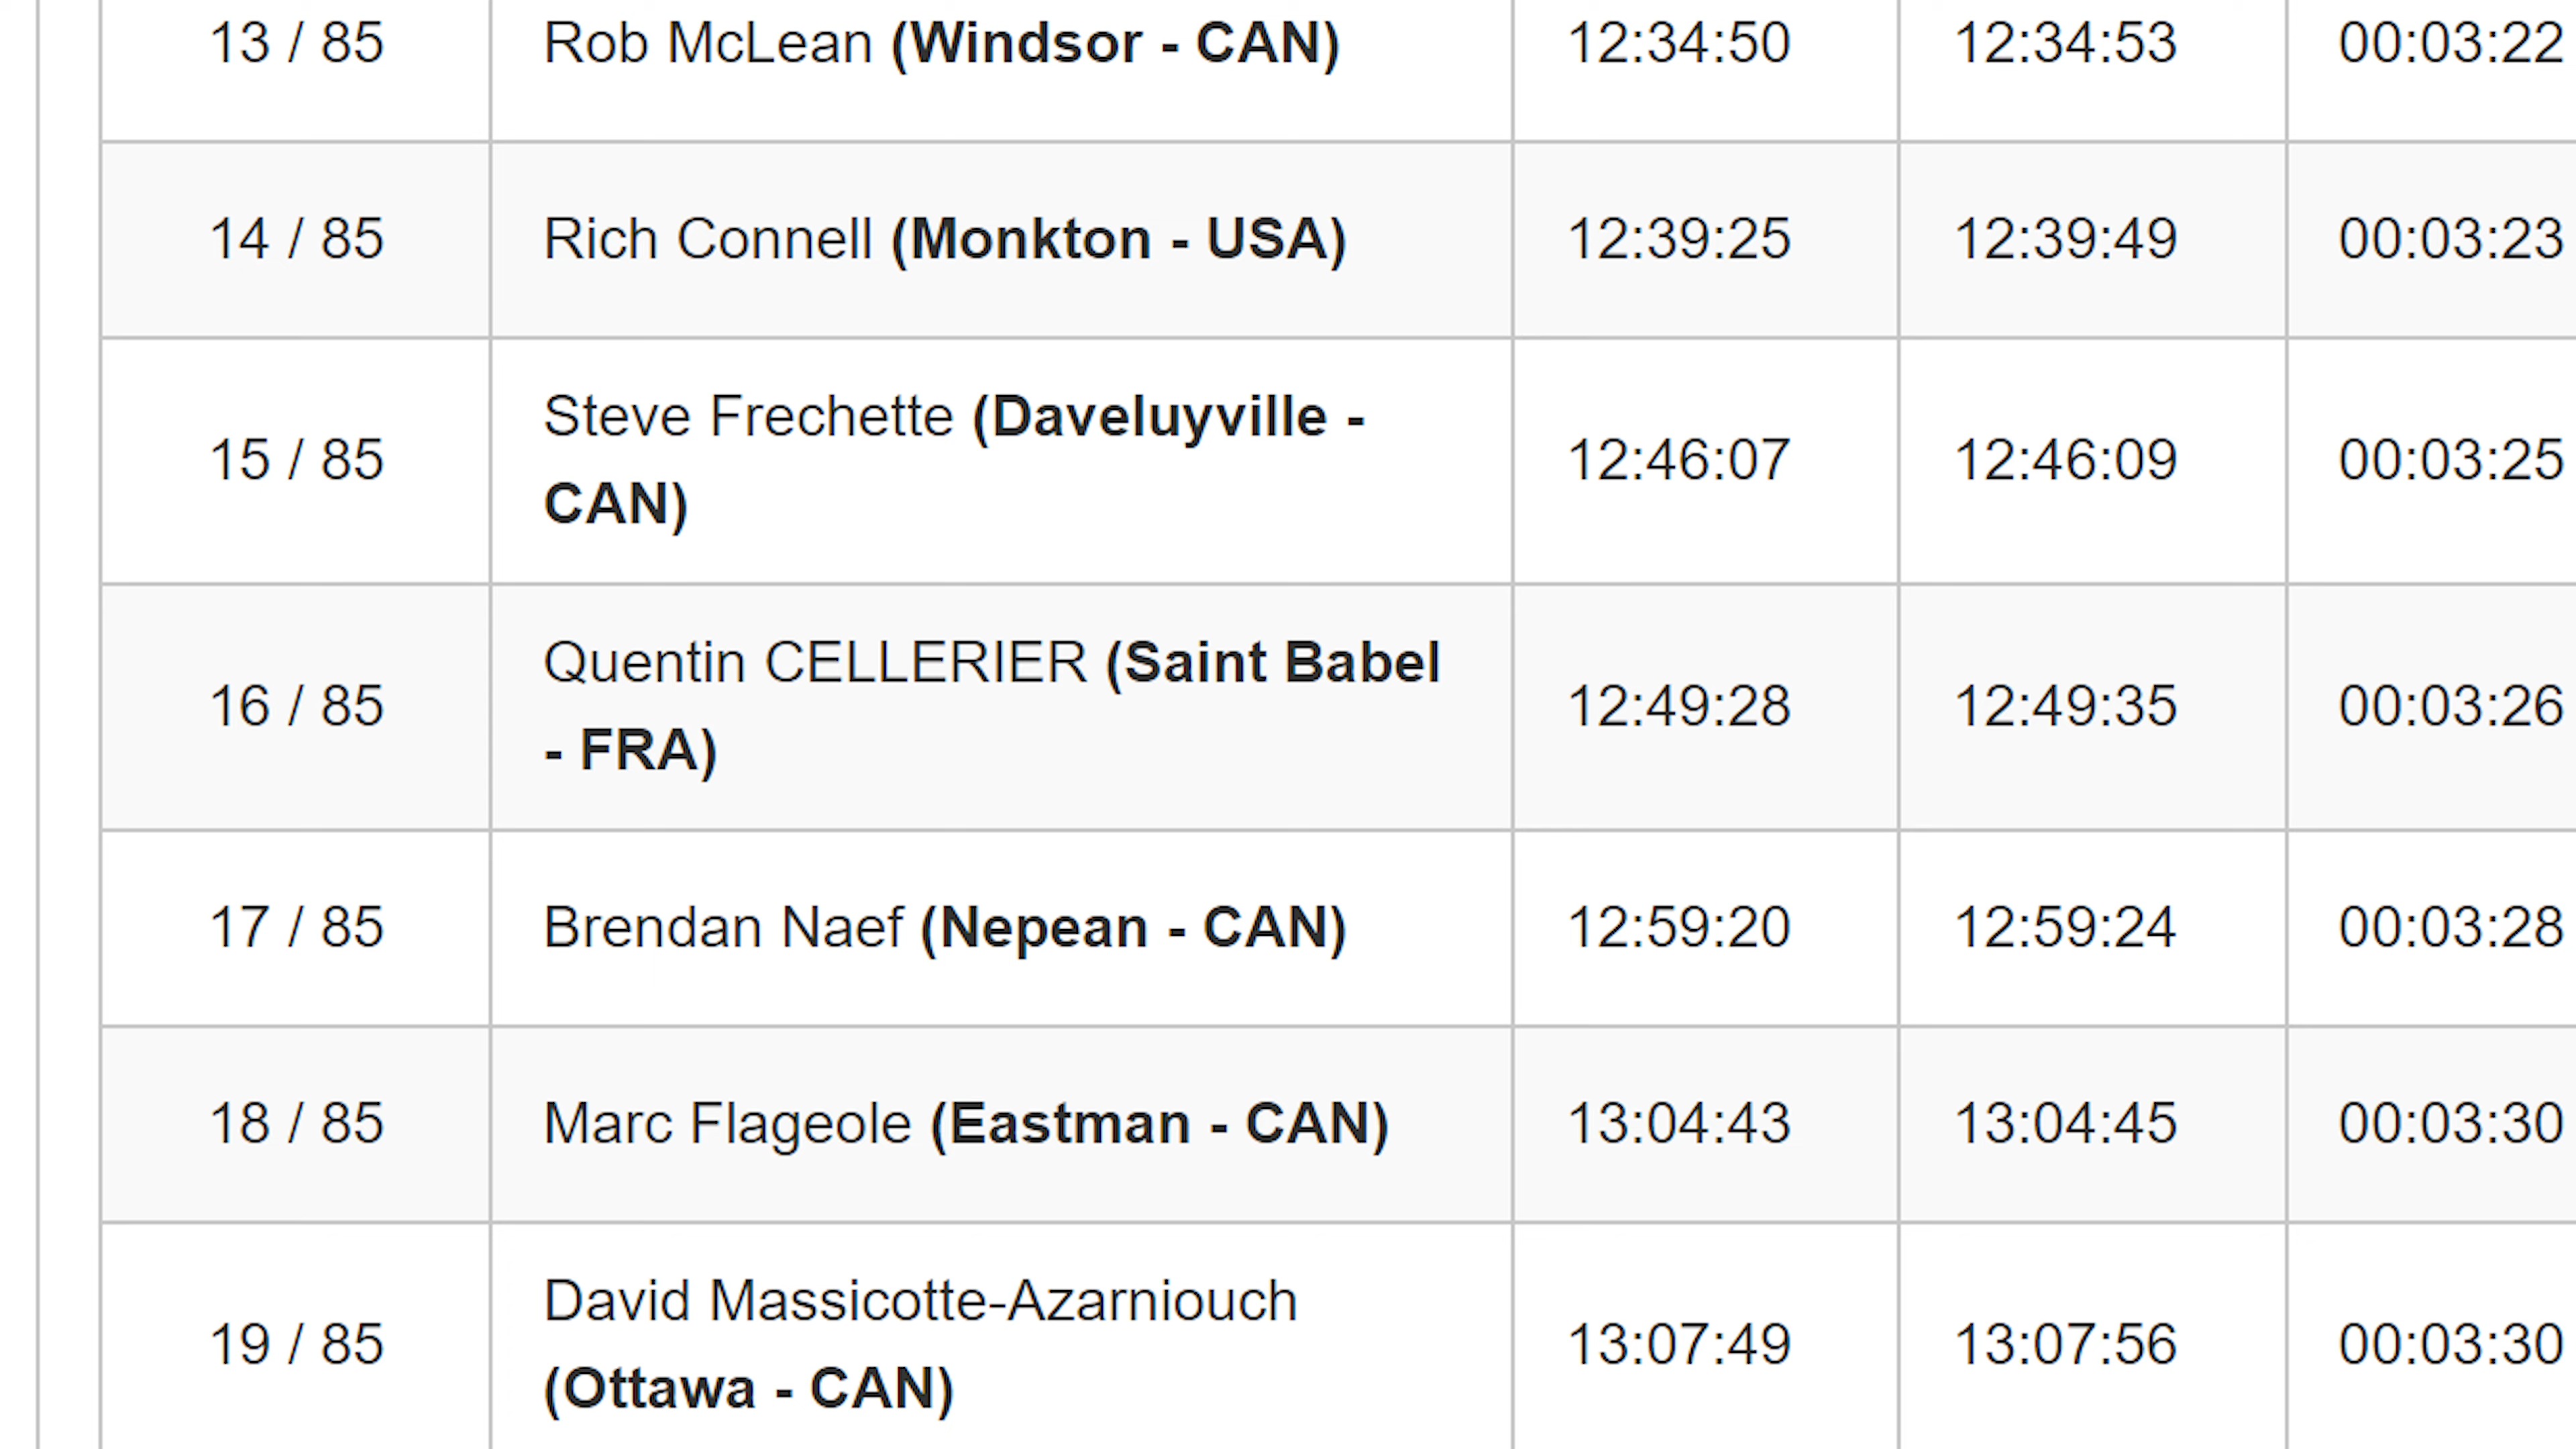 13 / 85 Rob McLean (Windsor - CAN) 12:34:50 12:34:53 00:03:22
14 / 85 Rich Connell (Monkton - USA) 12:39:25 12:39:49 00:03:23
15 / 85 Steve Frechette (Daveluyville -
CAN) 12:46:07 12:46:09 00:03:25
16 / 85 Quentin CELLERIER (Saint Babel
- FRA) 12:49:28 12:49:35 00:03:26
17 / 85 Brendan Naef (Nepean - CAN) 12:59:20 12:59:24 00:03:28
18 / 85 Marc Flageole (Eastman - CAN) 13:04:43 13:04:45 00:03:30
19 / 85 David Massicotte-Azarniouch
(Ottawa - CAN) 13:07:49 13:07:56 00:03:30